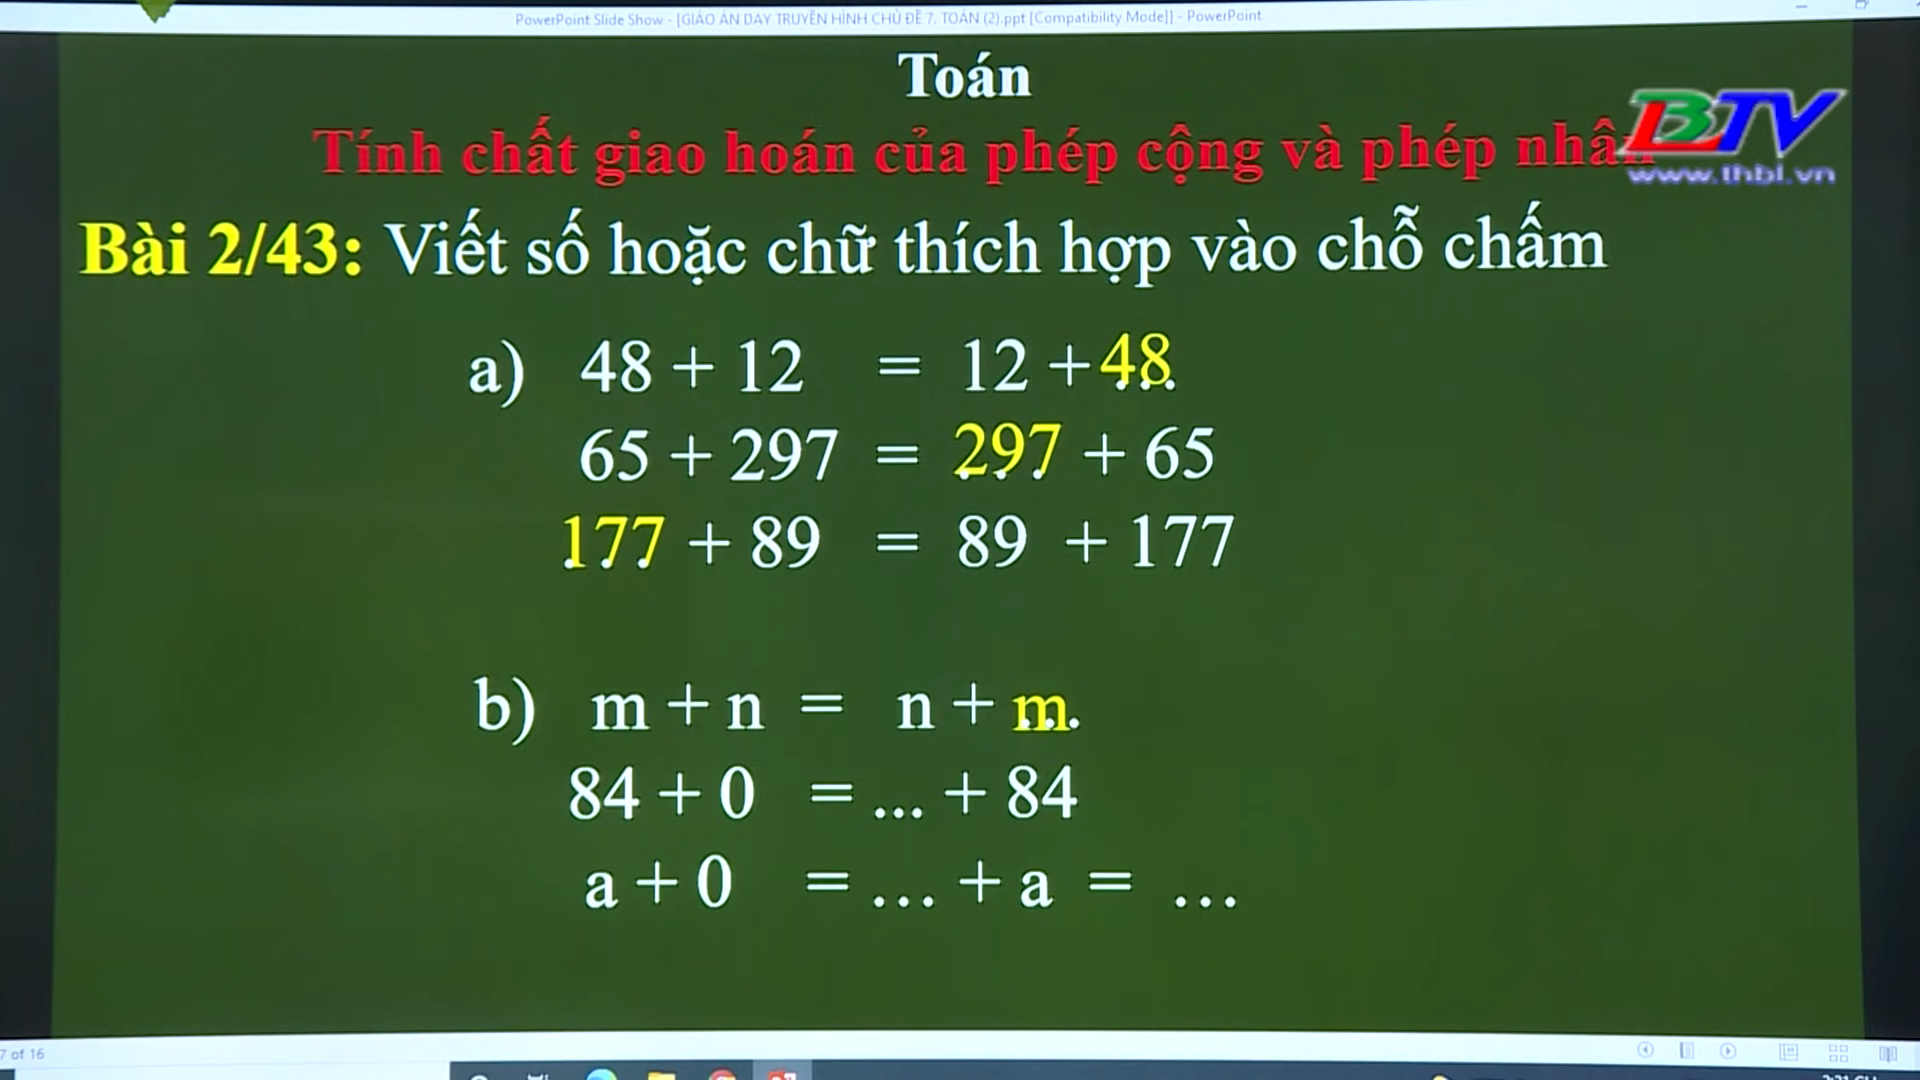 PowerPoint Slide Show - [GIÁO ÁN DẠY TRUYỀN HÌNH CHỦ ĐỀ 7. TOÁN (2).ppt [Compatibility Mode]] - PowerPoint
Toán
BTV
Tính chất giao hoán của phép cộng và phép nhân
www.thbl.vn
Bài 2/43: Viết số hoặc chữ thích hợp vào chỗ chấm
a) 48 + 12 = 12 + 48...
65 + 297 = 297... + 65
177... + 89 = 89 + 177
b) m + n = n + m...
84 + 0 = ... + 84
a + 0 = ... + a = ...
7 of 16